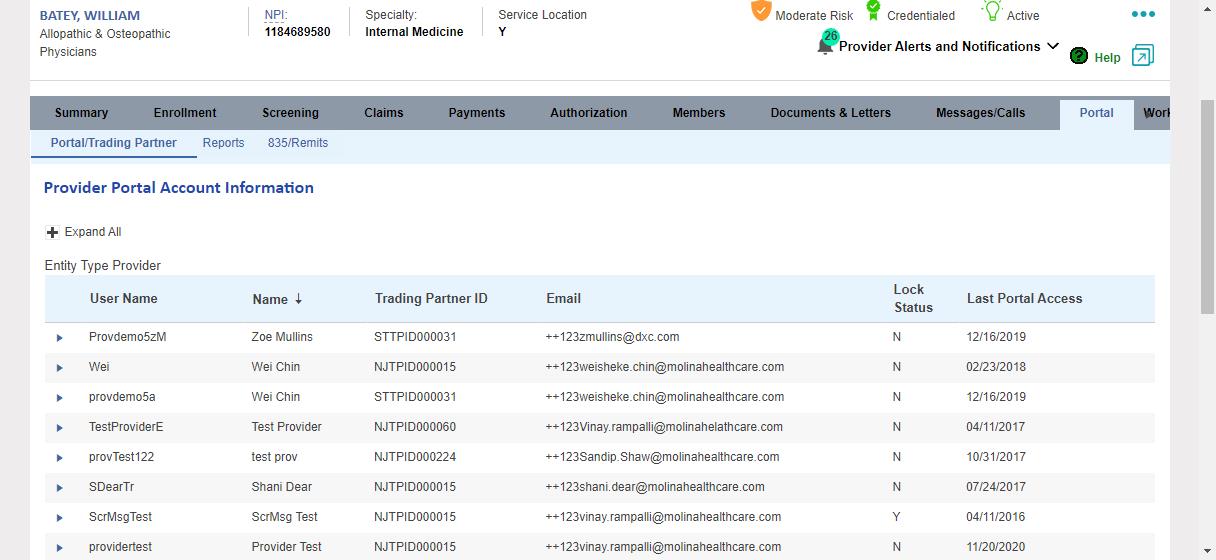 BATEY, WILLIAM
Allopathic & Osteopathic
Physicians
NPI:
1184689580
Specialty:
Internal Medicine
Service Location
Y
Moderate Risk
Credentialed
Active
26
Provider Alerts and Notifications
Help
Summary Enrollment Screening Claims Payments Authorization Members Documents & Letters Messages/Calls Portal Work
Portal/Trading Partner Reports 835/Remits
Provider Portal Account Information
Expand All
Entity Type Provider
User Name Name Trading Partner ID Email Lock Status Last Portal Access
Provdemo5zM Zoe Mullins STTPID000031 ++123zmullins@dxc.com N 12/16/2019
Wei Wei Chin NJTPID000015 ++123weisheke.chin@molinahealthcare.com N 02/23/2018
provdemo5a Wei Chin STTPID000031 ++123weisheke.chin@molinahealthcare.com N 12/16/2019
TestProviderE Test Provider NJTPID000060 ++123Vinay.rampalli@molinahelathcare.com N 04/11/2017
provTest122 test prov NJTPID000224 ++123Sandip.Shaw@molinahealthcare.com N 10/31/2017
SDearTr Shani Dear NJTPID000015 ++123shani.dear@molinahealthcare.com N 07/24/2017
ScrMsgTest ScrMsg Test NJTPID000015 ++123vinay.rampalli@molinahealthcare.com Y 04/11/2016
providertest Provider Test NJTPID000015 ++123vinay.rampalli@molinahealthcare.com N 11/20/2020